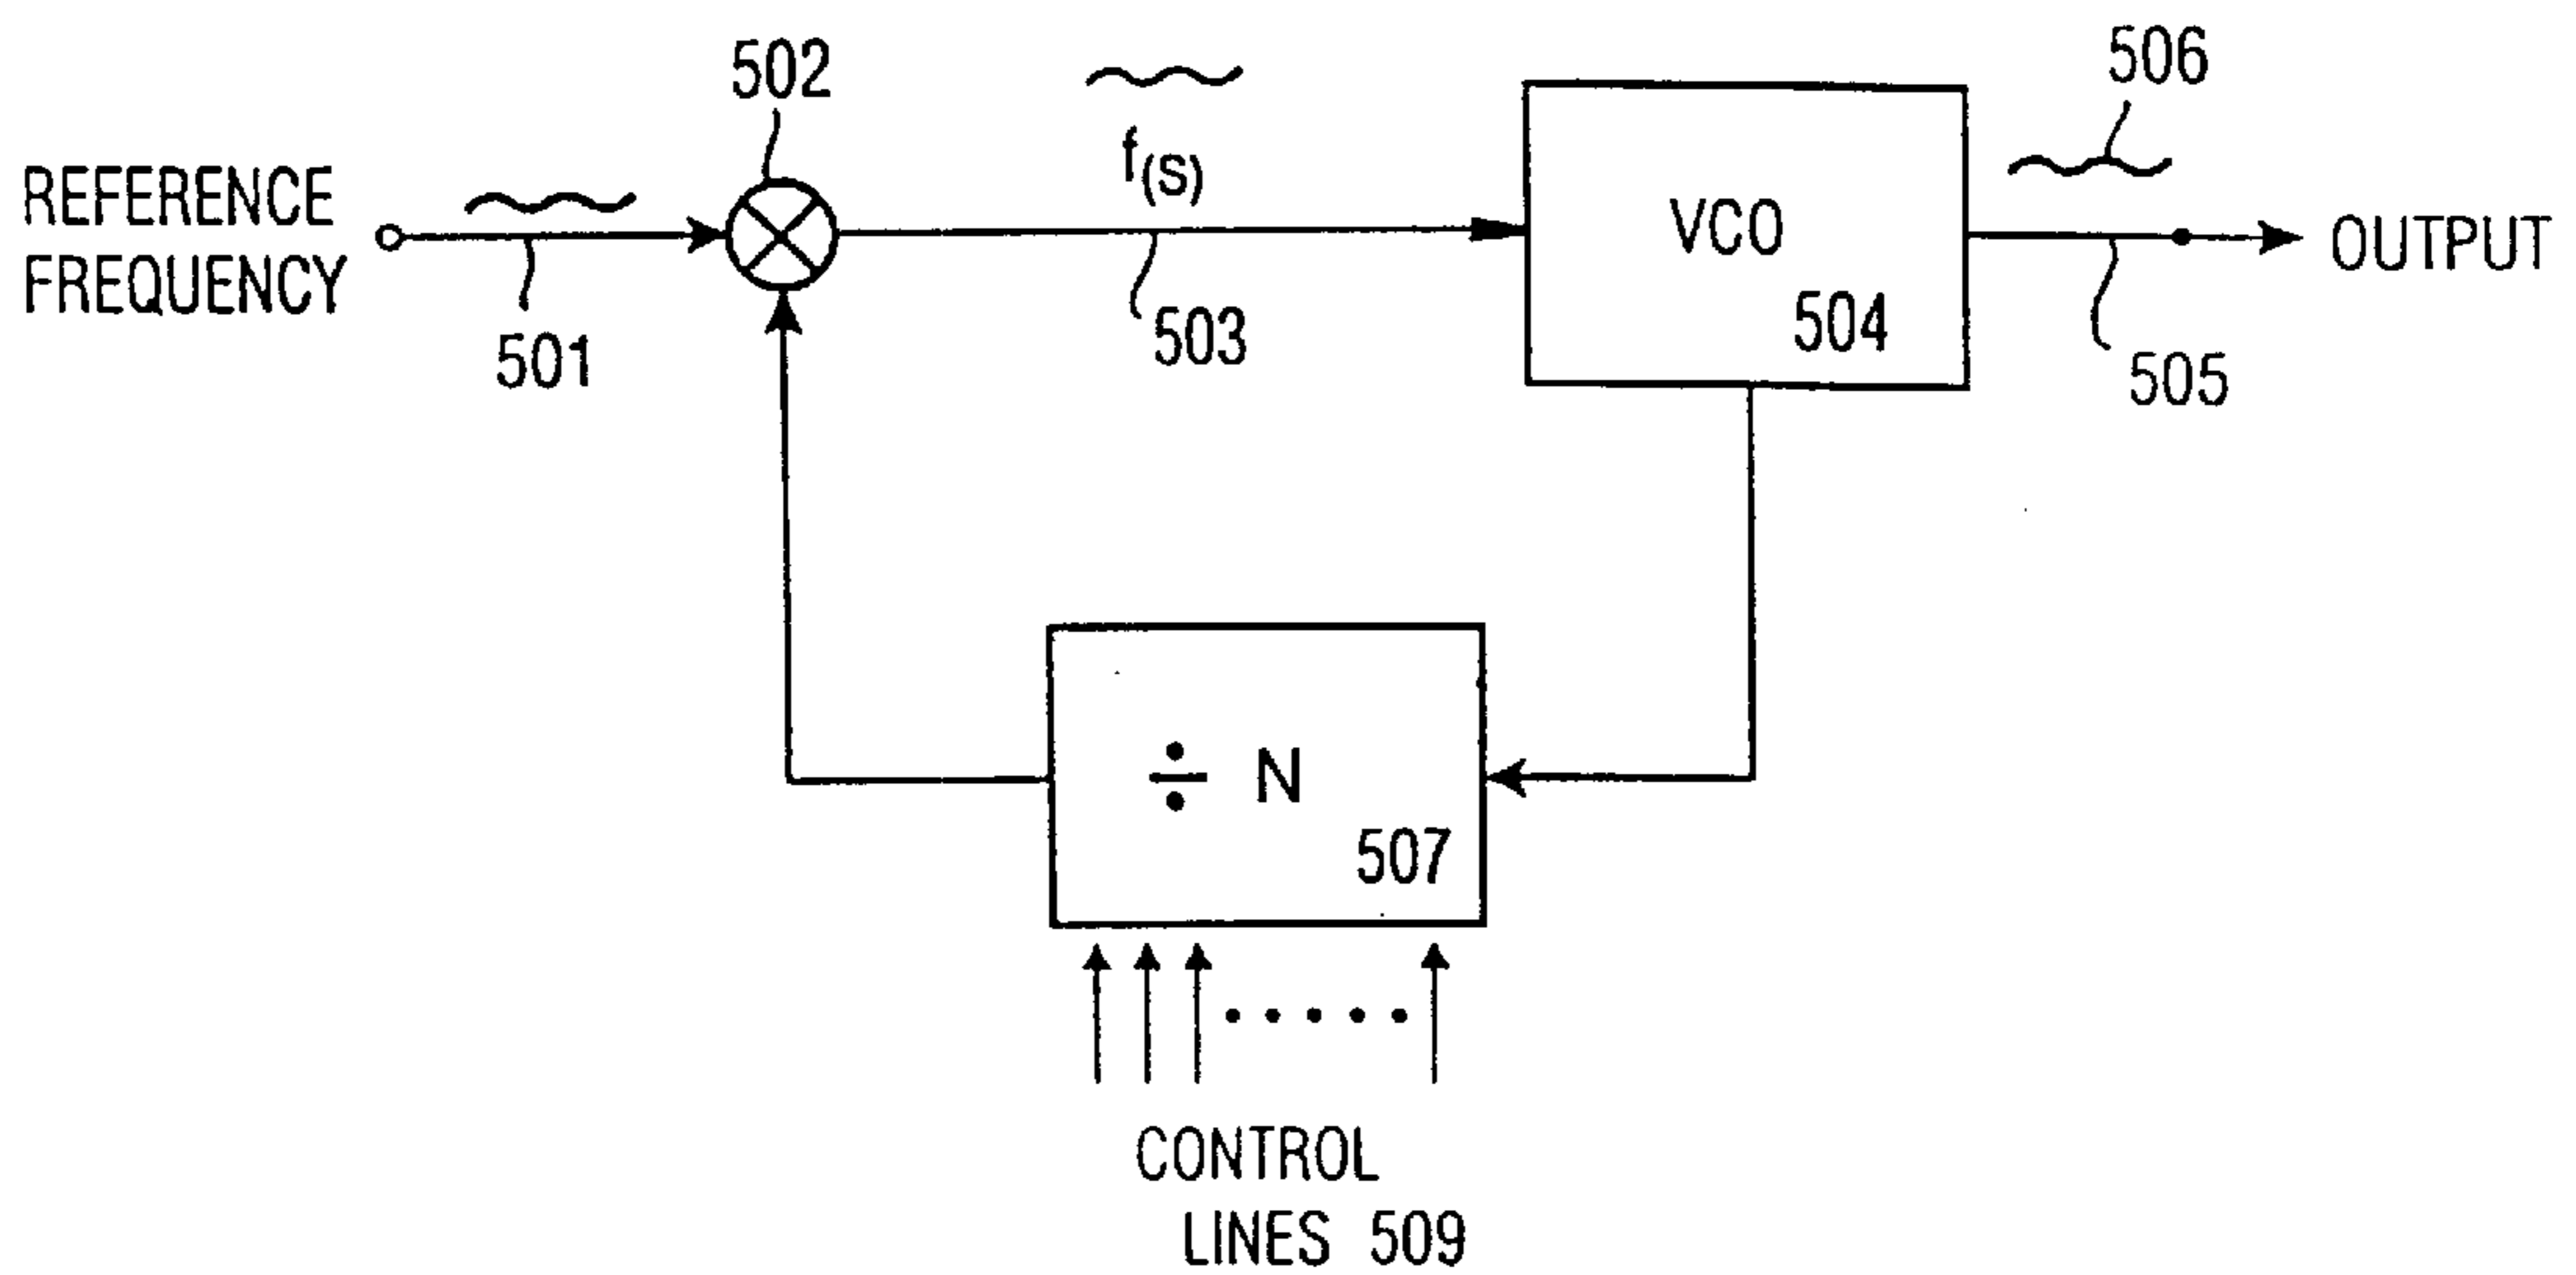 502
506
f(S)
REFERENCE
FREQUENCY
VCO
OUTPUT
504
503
501
505
÷ N
507
CONTROL
LINES 509